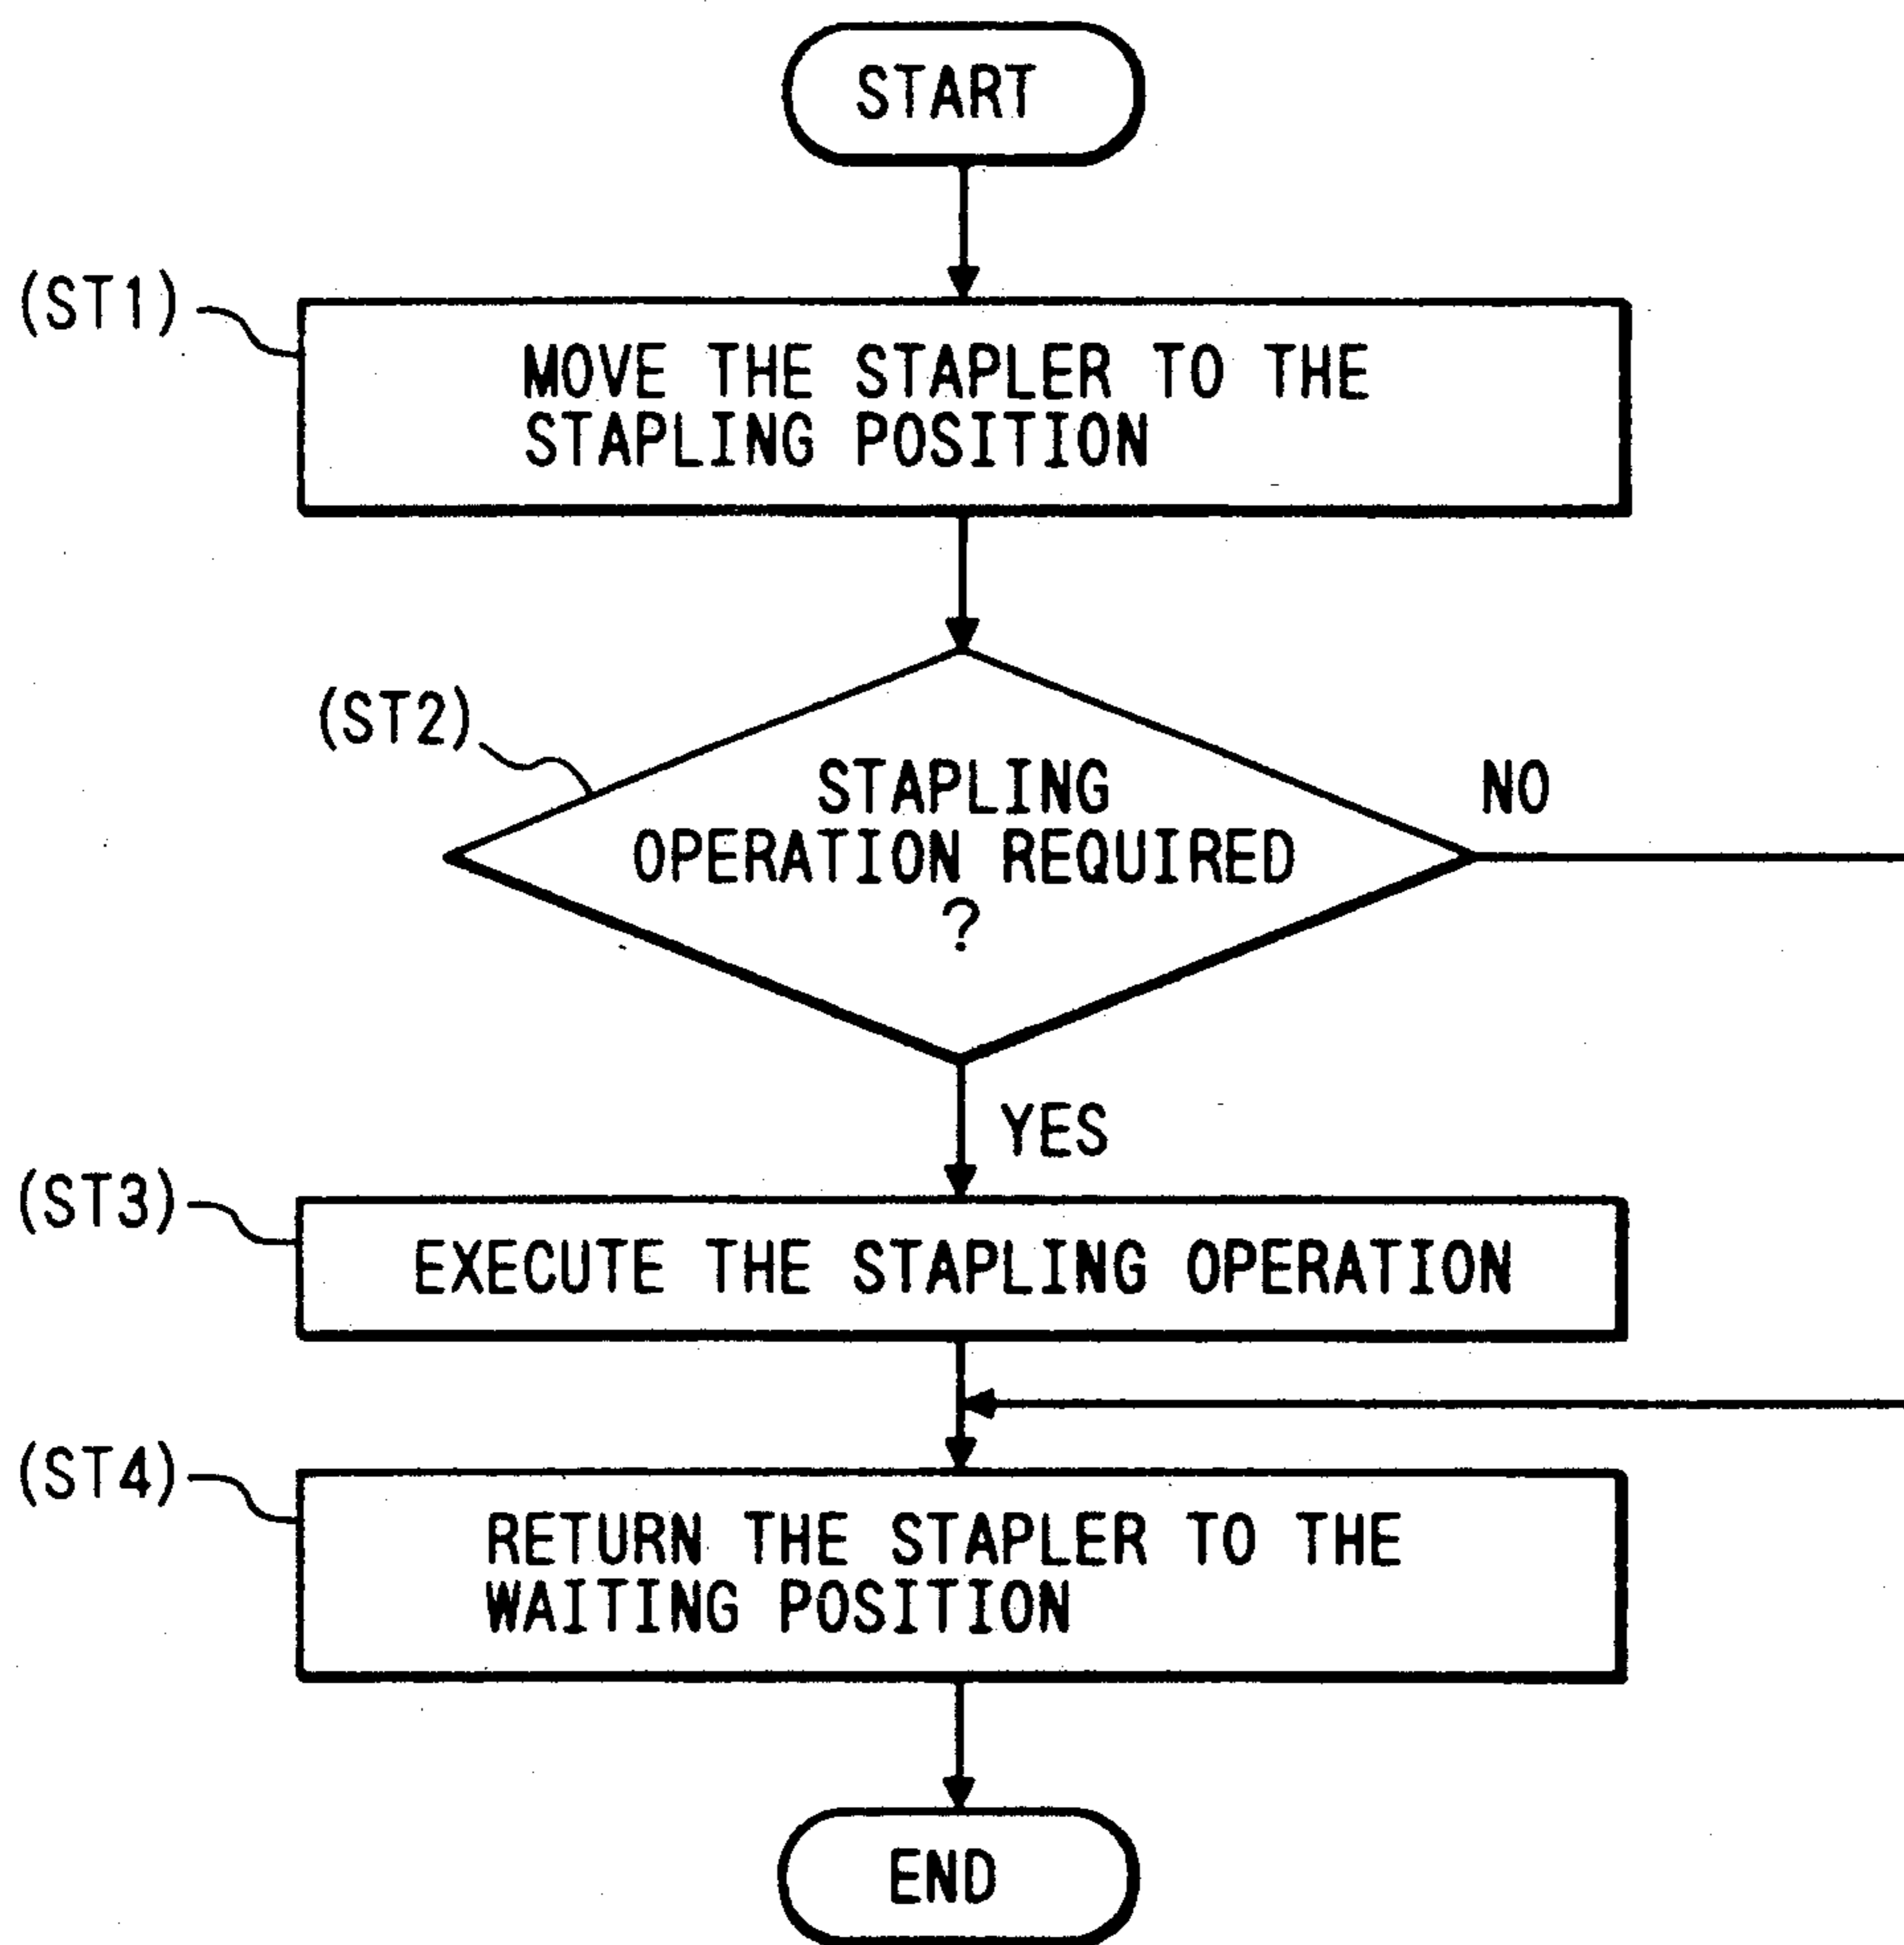 START
(ST1)
MOVE THE STAPLER TO THE
STAPLING POSITION
(ST2)
STAPLING
OPERATION REQUIRED
?
NO
YES
(ST3)
EXECUTE THE STAPLING OPERATION
(ST4)
RETURN THE STAPLER TO THE
WAITING POSITION
END